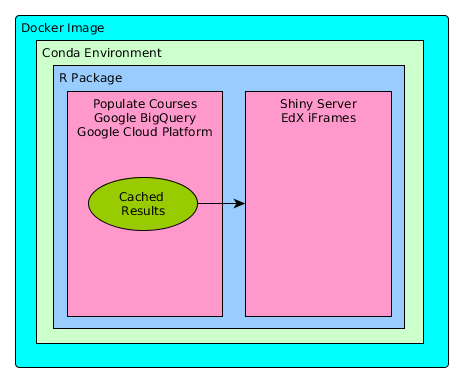 Docker Image
Conda Environment
R Package
Populate Courses
Google BigQuery
Google Cloud Platform
Cached
Results
Shiny Server
EdX iFrames